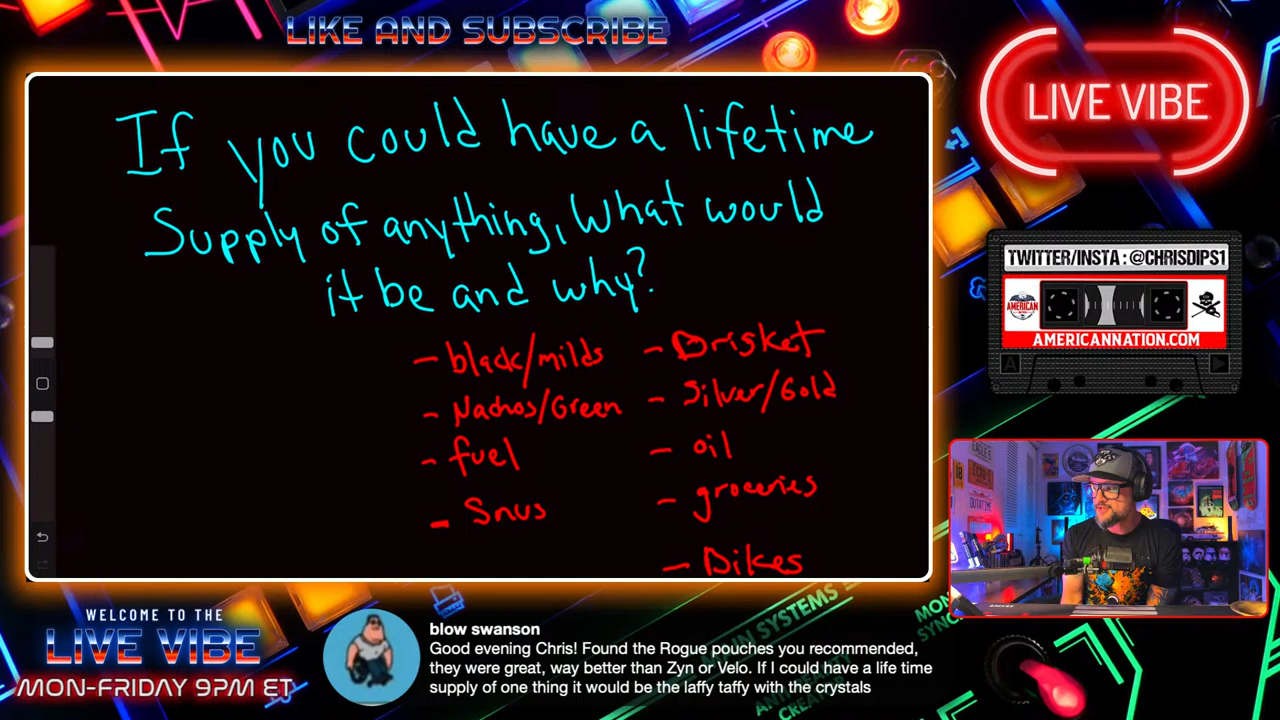 LIKE AND SUBSCRIBE
LIVE VIBE
If you could have a lifetime
Supply of anything, What would
it be and why?
- black/milds
- Brisket
- Nachos/Green
- Silver/Gold
- fuel
- oil
- Snus
- groceries
- Bikes
TWITTER/INSTA : @CHRISDIPS1
AMERICAN
AMERICANNATION.COM
A
WELCOME TO THE
LIVE VIBE
MON-FRIDAY 9PM ET
blow swanson
Good evening Chris! Found the Rogue pouches you recommended,
they were great, way better than Zyn or Velo. If I could have a life time
supply of one thing it would be the laffy taffy with the crystals